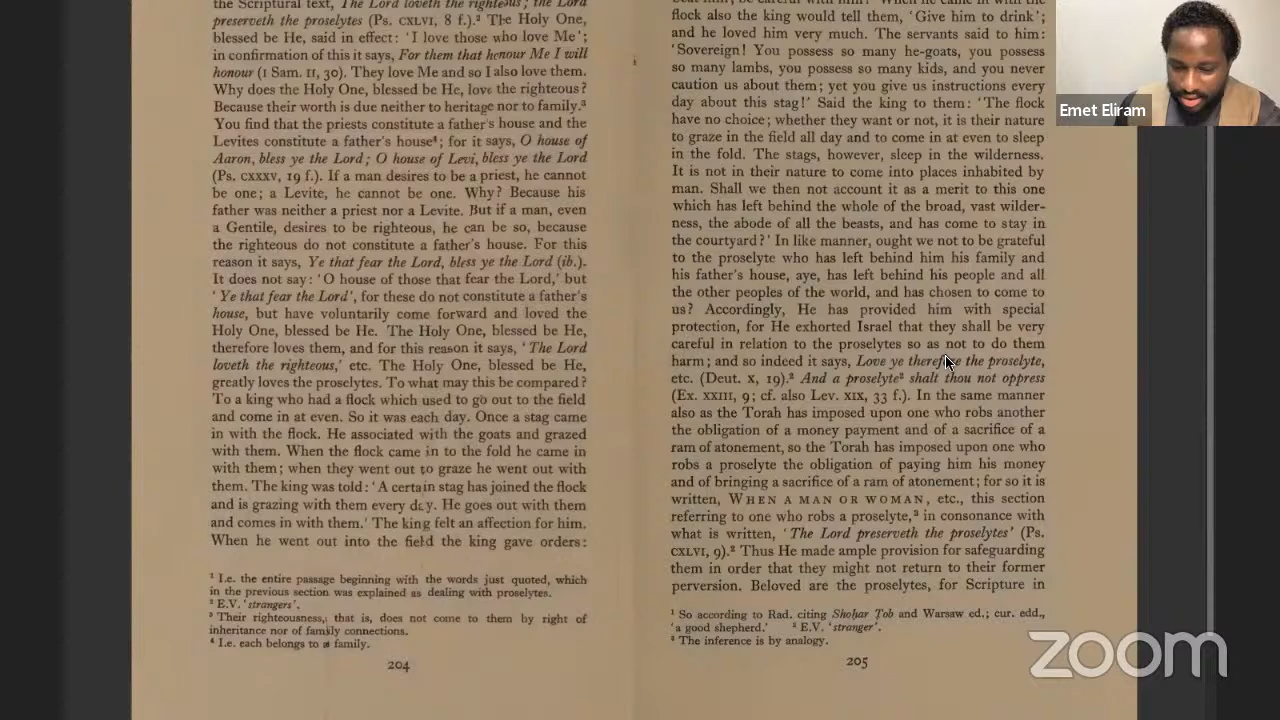 the Scriptural text, The Lord loveth the righteous; the Lord
preserveth the proselytes (Ps. CXLVI, 8 f.).² The Holy One,
blessed be He, said in effect: 'I love those who love Me';
in confirmation of this it says, For them that honour Me I will
honour (I Sam. II, 30). They love Me and so I also love them.
Why does the Holy One, blessed be He, love the righteous?
Because their worth is due neither to heritage nor to family.³
You find that the priests constitute a father's house and the
Levites constitute a father's house⁴; for it says, O house of
Aaron, bless ye the Lord; O house of Levi, bless ye the Lord
(Ps. CXXXV, 19 f.). If a man desires to be a priest, he cannot
be one; a Levite, he cannot be one. Why? Because his
father was neither a priest nor a Levite. But if a man, even
a Gentile, desires to be righteous, he can be so, because
the righteous do not constitute a father's house. For this
reason it says, Ye that fear the Lord, bless ye the Lord (ib.).
It does not say: 'O house of those that fear the Lord,' but
'Ye that fear the Lord', for these do not constitute a father's
house, but have voluntarily come forward and loved the
Holy One, blessed be He. The Holy One, blessed be He,
therefore loves them, and for this reason it says, 'The Lord
loveth the righteous,' etc. The Holy One, blessed be He,
greatly loves the proselytes. To what may this be compared?
To a king who had a flock which used to go out to the field
and come in at even. So it was each day. Once a stag came
in with the flock. He associated with the goats and grazed
with them. When the flock came in to the fold he came in
with them; when they went out to graze he went out with
them. The king was told: 'A certain stag has joined the flock
and is grazing with them every day. He goes out with them
and comes in with them.' The king felt an affection for him.
When he went out into the field the king gave orders:
¹ I.e. the entire passage beginning with the words just quoted, which
in the previous section was explained as dealing with proselytes.
² E.V. 'strangers'.
³ Their righteousness, that is, does not come to them by right of
inheritance nor of family connections.
⁴ I.e. each belongs to a family.
204
flock also the king would tell them, 'Give him to drink';
and he loved him very much. The servants said to him:
'Sovereign! You possess so many he-goats, you possess
so many lambs, you possess so many kids, and you never
caution us about them; yet you give us instructions every
day about this stag!' Said the king to them: 'The flock
have no choice; whether they want or not, it is their nature
to graze in the field all day and to come in at even to sleep
in the fold. The stags, however, sleep in the wilderness.
It is not in their nature to come into places inhabited by
man. Shall we then not account it as a merit to this one
which has left behind the whole of the broad, vast wilder-
ness, the abode of all the beasts, and has come to stay in
the courtyard?' In like manner, ought we not to be grateful
to the proselyte who has left behind him his family and
his father's house, aye, has left behind his people and all
the other peoples of the world, and has chosen to come to
us? Accordingly, He has provided him with special
protection, for He exhorted Israel that they shall be very
careful in relation to the proselytes so as not to do them
harm; and so indeed it says, Love ye therefore the proselyte,
etc. (Deut. X, 19).² And a proselyte² shalt thou not oppress
(Ex. XXIII, 9; cf. also Lev. XIX, 33 f.). In the same manner
also as the Torah has imposed upon one who robs another
the obligation of a money payment and of a sacrifice of a
ram of atonement, so the Torah has imposed upon one who
robs a proselyte the obligation of paying him his money
and of bringing a sacrifice of a ram of atonement; for so it is
written, WHEN A MAN OR WOMAN, etc., this section
referring to one who robs a proselyte,³ in consonance with
what is written, 'The Lord preserveth the proselytes' (Ps.
CXLVI, 9).² Thus He made ample provision for safeguarding
them in order that they might not return to their former
perversion. Beloved are the proselytes, for Scripture in
¹ So according to Rad. citing Shoḥar Ṭob and Warsaw ed.; cur. edd.,
'a good shepherd.' ² E.V. 'stranger'.
³ The inference is by analogy.
205
Emet Eliram
zoom